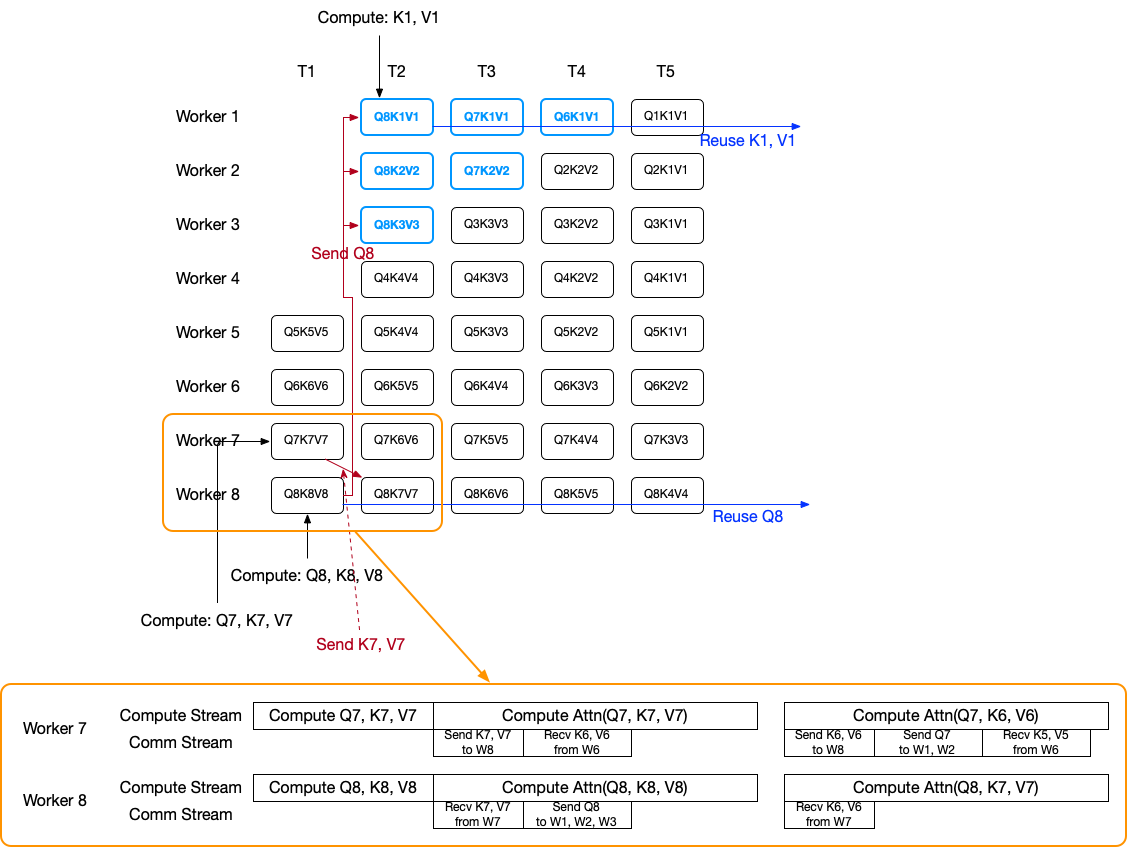 Compute: K1, V1
T1 T2 T3 T4 T5
Worker 1 Q8K1V1 Q7K1V1 Q6K1V1 Q1K1V1
Reuse K1, V1
Worker 2 Q8K2V2 Q7K2V2 Q2K2V2 Q2K1V1
Worker 3 Q8K3V3 Q3K3V3 Q3K2V2 Q3K1V1
Send Q8
Worker 4 Q4K4V4 Q4K3V3 Q4K2V2 Q4K1V1
Worker 5 Q5K5V5 Q5K4V4 Q5K3V3 Q5K2V2 Q5K1V1
Worker 6 Q6K6V6 Q6K5V5 Q6K4V4 Q6K3V3 Q6K2V2
Worker 7 Q7K7V7 Q7K6V6 Q7K5V5 Q7K4V4 Q7K3V3
Worker 8 Q8K8V8 Q8K7V7 Q8K6V6 Q8K5V5 Q8K4V4
Reuse Q8
Compute: Q8, K8, V8
Compute: Q7, K7, V7
Send K7, V7
Worker 7
Compute Stream Compute Q7, K7, V7 Compute Attn(Q7, K7, V7) Compute Attn(Q7, K6, V6)
Comm Stream
Send K7, V7
to W8
Recv K6, V6
from W6
Send K6, V6
to W8
Send Q7
to W1, W2
Recv K5, V5
from W6
Worker 8
Compute Stream Compute Q8, K8, V8 Compute Attn(Q8, K8, V8) Compute Attn(Q8, K7, V7)
Comm Stream
Recv K7, V7
from W7
Send Q8
to W1, W2, W3
Recv K6, V6
from W7